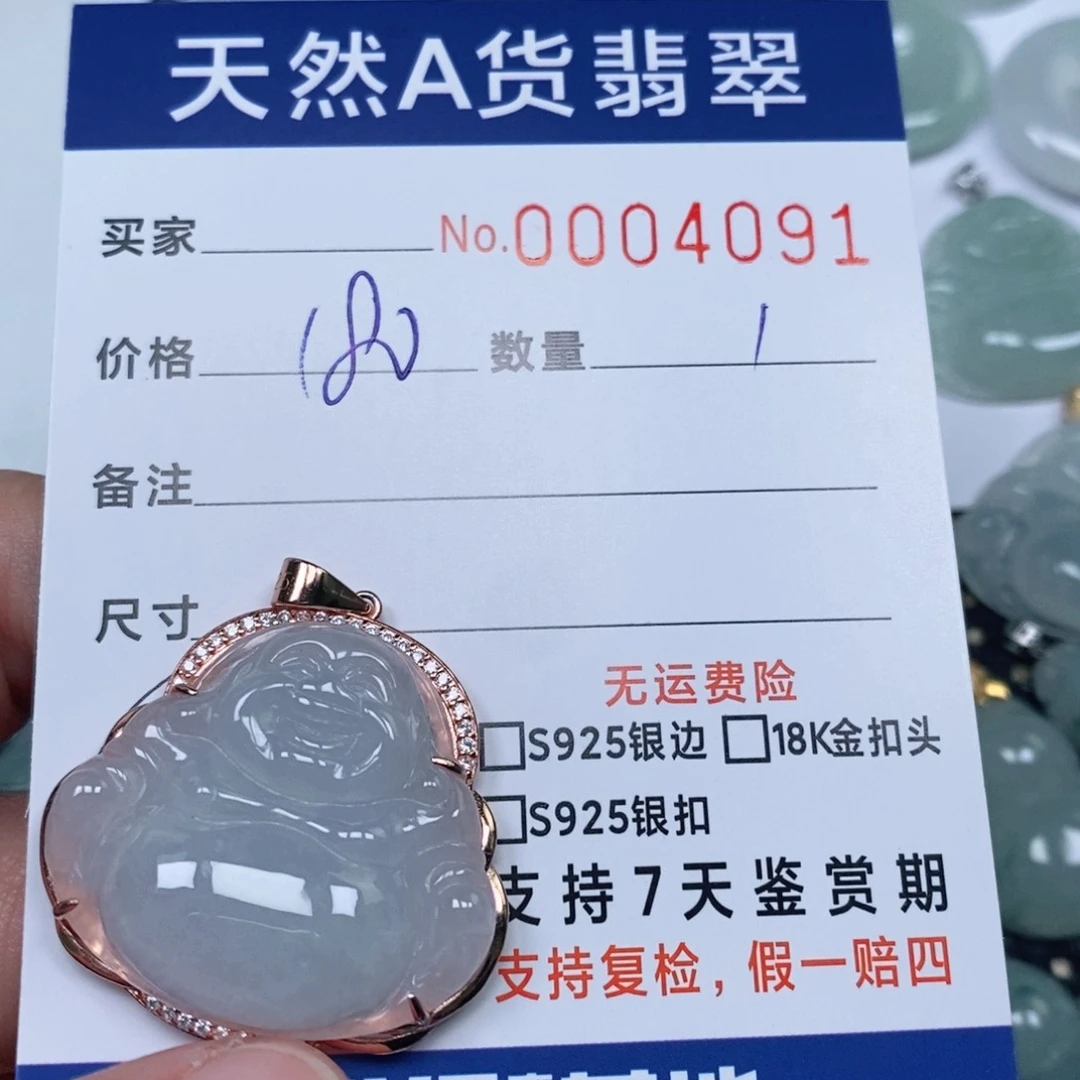 天然A货翡翠
买家 No.0004091
价格 180 数量 1
备注
尺寸
无运费险
S925银边 18K金扣头
S925银扣
支持7天鉴赏期
支持复检，假一赔四